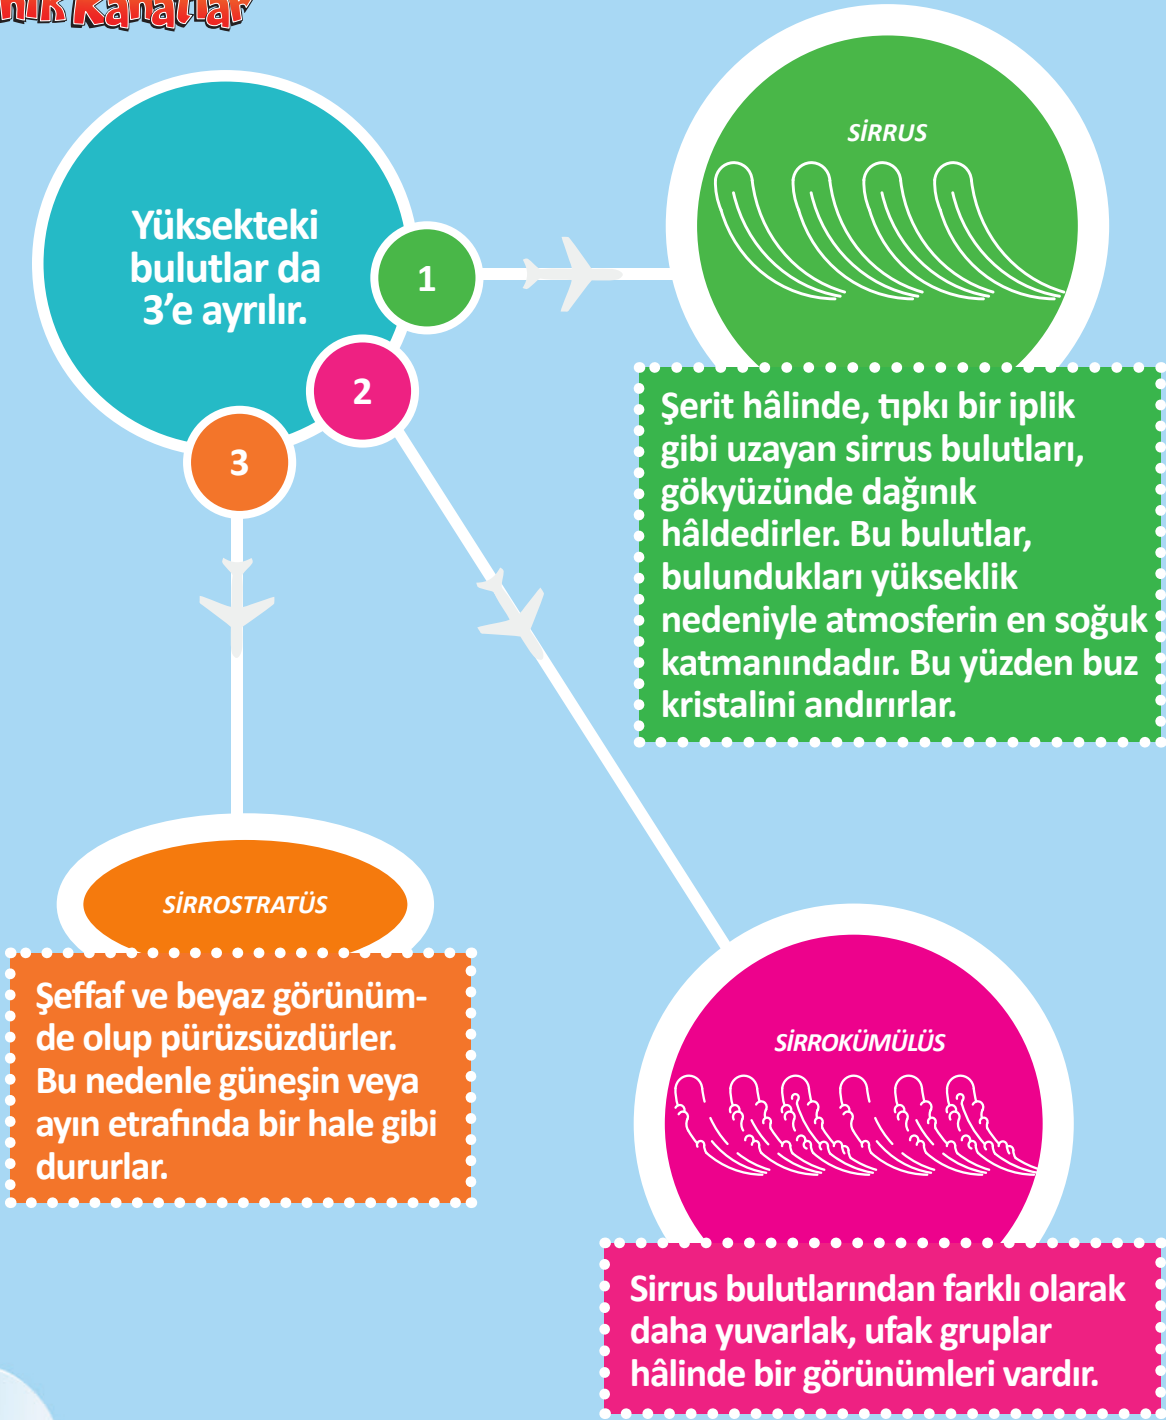 Kanatlar
Yüksekteki
bulutlar da
3’e ayrılır.
1
2
3
SİRRUS
Şerit hâlinde, tıpkı bir iplik
gibi uzayan sirrus bulutları,
gökyüzünde dağınık
hâldedirler. Bu bulutlar,
bulundukları yükseklik
nedeniyle atmosferin en soğuk
katmanındadır. Bu yüzden buz
kristalini andırırlar.
SİRROSTRATÜS
Şeffaf ve beyaz görünüm-
de olup pürüzsüzdürler.
Bu nedenle güneşin veya
ayın etrafında bir hale gibi
dururlar.
SİRROKÜMÜLÜS
Sirrus bulutlarından farklı olarak
daha yuvarlak, ufak gruplar
hâlinde bir görünümleri vardır.